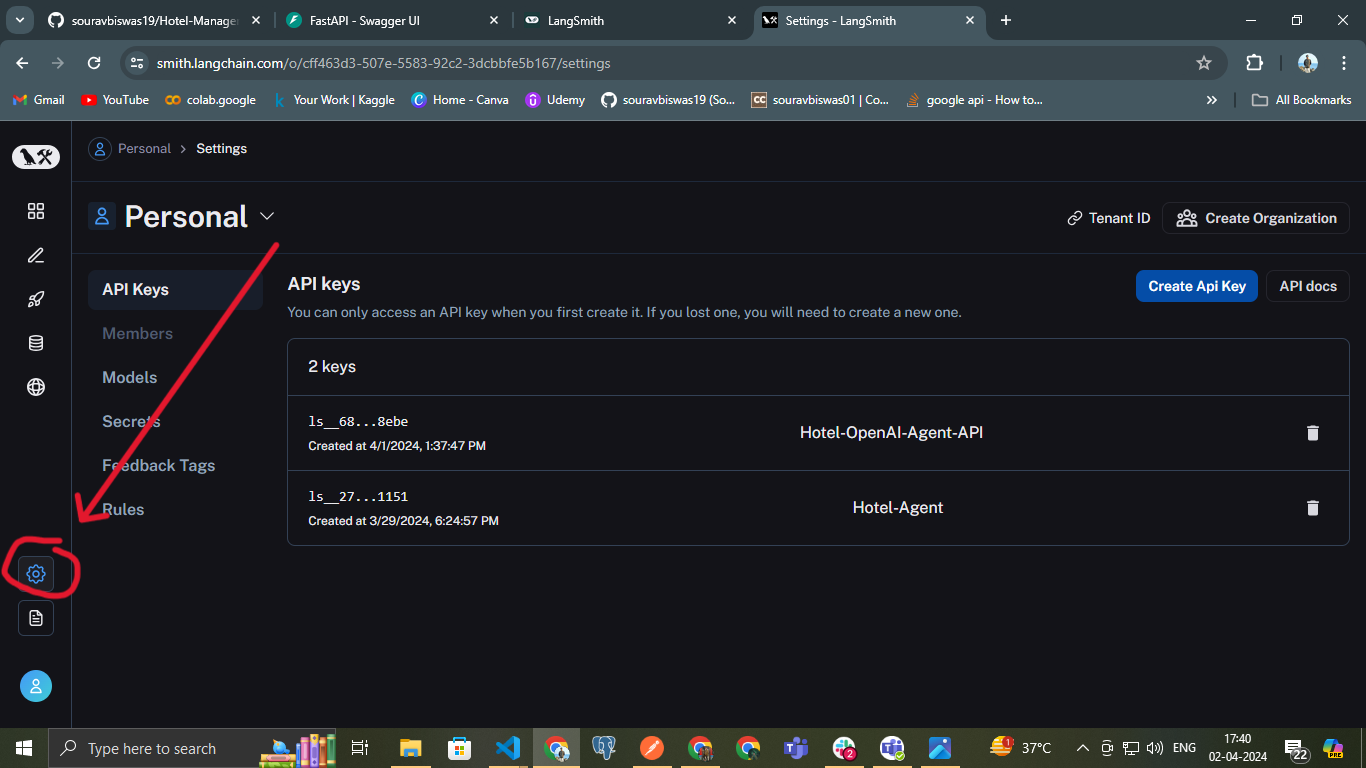 souravbiswas19/Hotel-Manager
FastAPI - Swagger UI
LangSmith
Settings - LangSmith
smith.langchain.com/o/cff463d3-507e-5583-92c2-3dcbbfe5b167/settings
Gmail
YouTube
colab.google
Your Work | Kaggle
Home - Canva
Udemy
souravbiswas19 (So...
CC souravbiswas01 | Co...
google api - How to...
All Bookmarks
Personal > Settings
Personal
Tenant ID
Create Organization
API Keys
Members
Models
Secrets
Feedback Tags
Rules
API keys
Create Api Key
API docs
You can only access an API key when you first create it. If you lost one, you will need to create a new one.
2 keys
ls__68...8ebe
Created at 4/1/2024, 1:37:47 PM
Hotel-OpenAI-Agent-API
ls__27...1151
Created at 3/29/2024, 6:24:57 PM
Hotel-Agent
Type here to search
2
1
37°C
ENG
17:40
02-04-2024
22
PRE